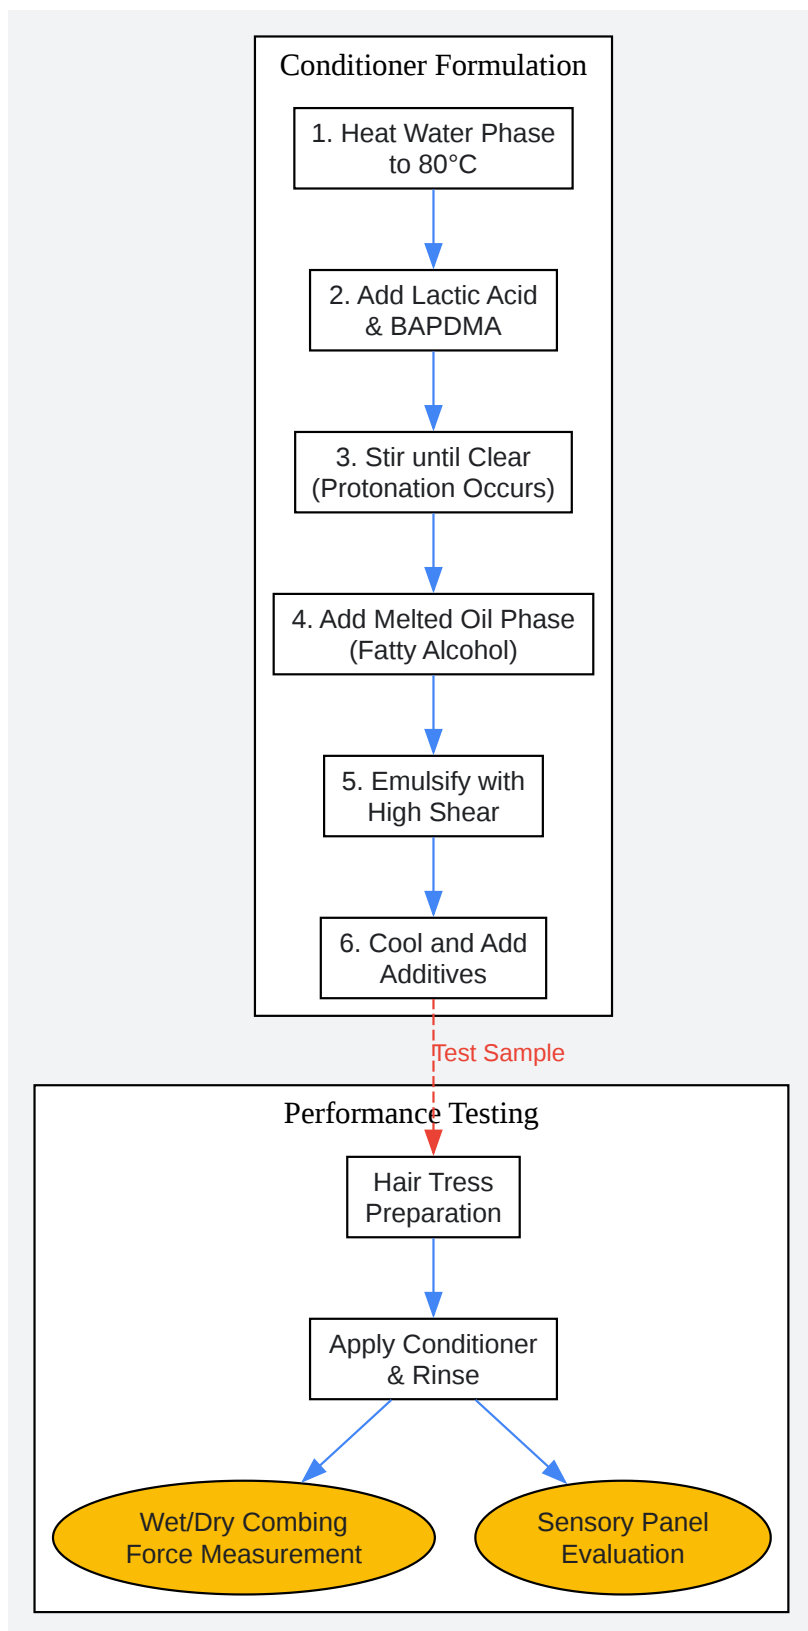 Conditioner Formulation
1. Heat Water Phase
to 80°C
2. Add Lactic Acid
& BAPDMA
3. Stir until Clear
(Protonation Occurs)
4. Add Melted Oil Phase
(Fatty Alcohol)
5. Emulsify with
High Shear
6. Cool and Add
Additives
Test Sample
Performance Testing
Hair Tress
Preparation
Apply Conditioner
& Rinse
Wet/Dry Combing
Force Measurement
Sensory Panel
Evaluation